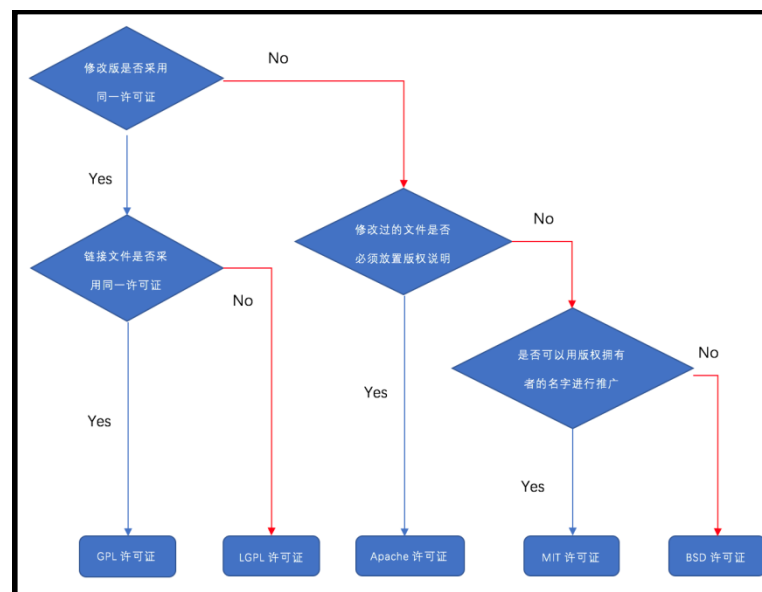 修改版是否采用
同一许可证
No
Yes
修改过的文件是否
必须放置版权说明
No
链接文件是否采
用同一许可证
No
是否可以用版权拥有
者的名字进行推广
No
Yes
Yes
Yes
GPL 许可证
LGPL 许可证
Apache 许可证
MIT 许可证
BSD 许可证